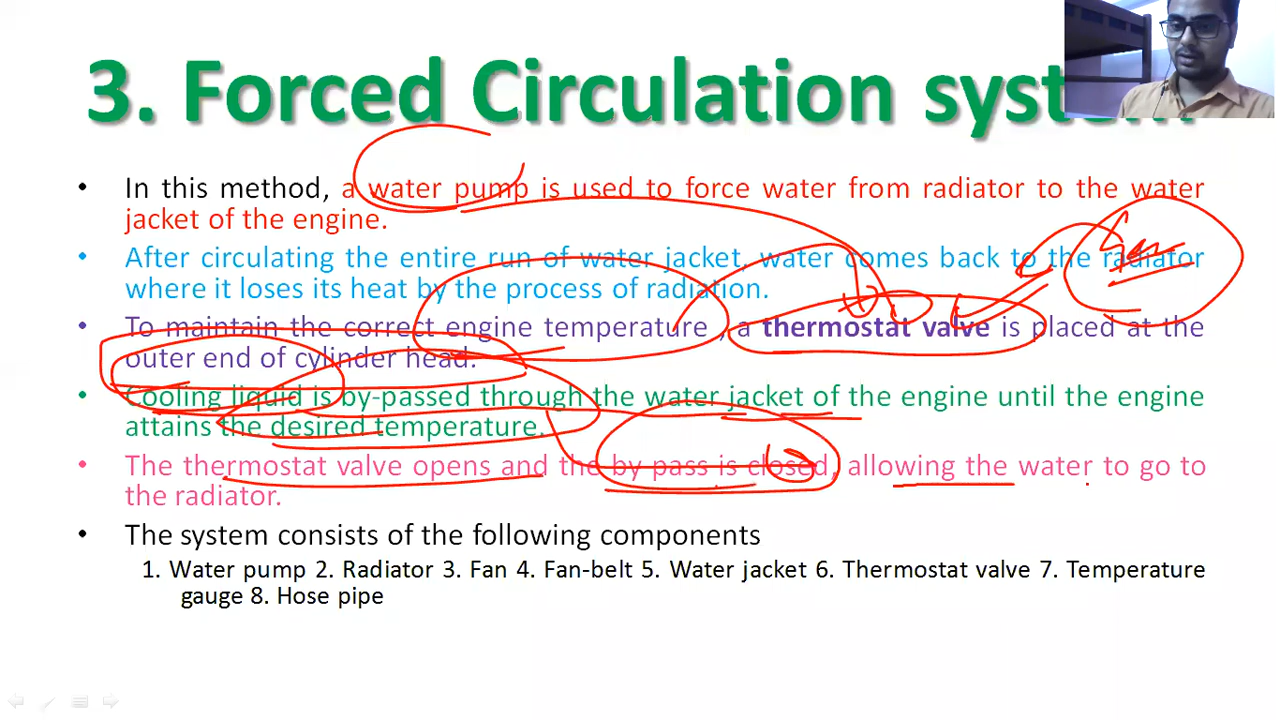 3. Forced Circulation system
• In this method, a water pump is used to force water from radiator to the water
jacket of the engine.
• After circulating the entire run of water jacket, water comes back to the radiator
where it loses its heat by the process of radiation.
• To maintain the correct engine temperature , a thermostat valve is placed at the
outer end of cylinder head.
• Cooling liquid is by-passed through the water jacket of the engine until the engine
attains the desired temperature.
• The thermostat valve opens and the by pass is closed, allowing the water to go to
the radiator.
• The system consists of the following components
1. Water pump 2. Radiator 3. Fan 4. Fan-belt 5. Water jacket 6. Thermostat valve 7. Temperature
gauge 8. Hose pipe